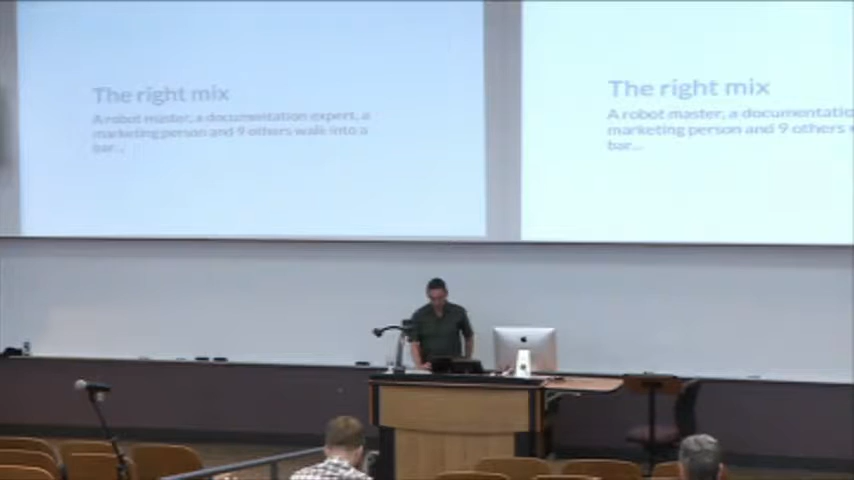 The right mix
A robot master, a documentation expert, a
marketing person and 9 others walk into a
bar...
The right mix
A robot master, a documentatio
marketing person and 9 others
bar...